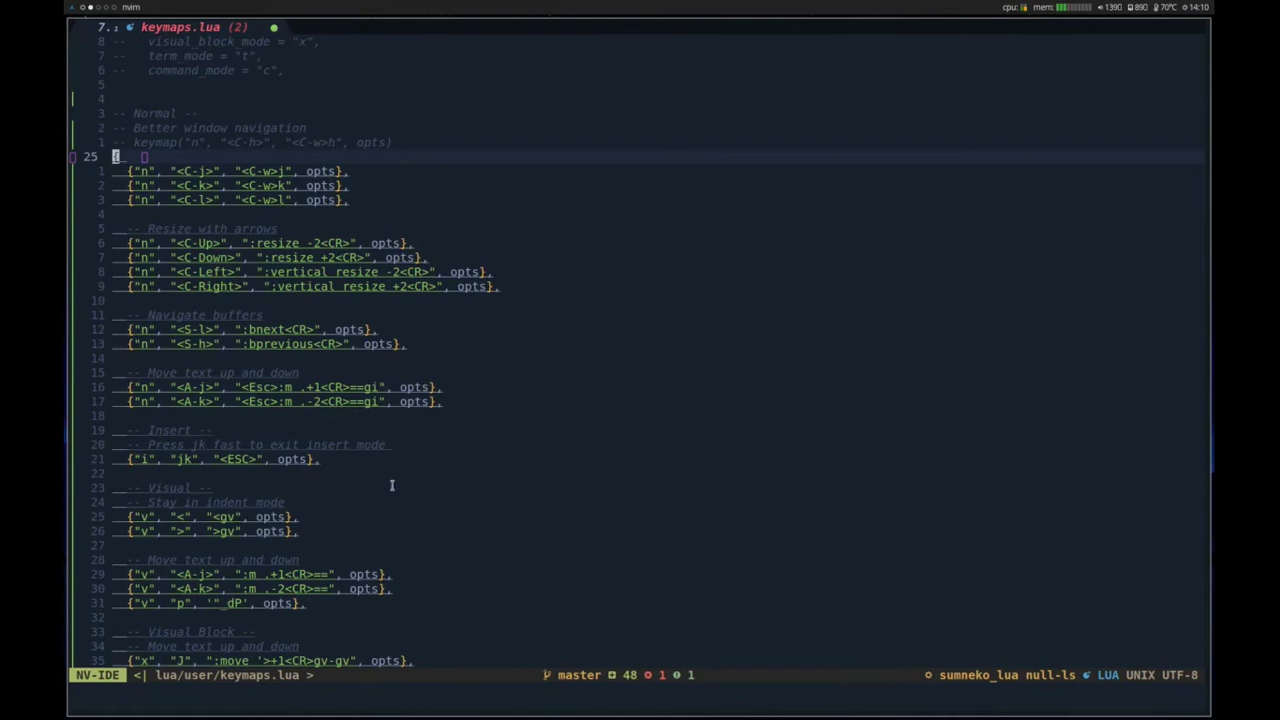 nvim cpu: mem: 1390 890 70°C 14:10
7.1 keymaps.lua (2)
8 -- visual_block_mode = "x",
7 -- term_mode = "t",
6 -- command_mode = "c",
5
4
3 -- Normal --
2 -- Better window navigation
1 -- keymap("n", "<C-h>", "<C-w>h", opts)
25 {
1 {"n", "<C-j>", "<C-w>j", opts},
2 {"n", "<C-k>", "<C-w>k", opts},
3 {"n", "<C-l>", "<C-w>l", opts},
4
5 -- Resize with arrows
6 {"n", "<C-Up>", ":resize -2<CR>", opts},
7 {"n", "<C-Down>", ":resize +2<CR>", opts},
8 {"n", "<C-Left>", ":vertical resize -2<CR>", opts},
9 {"n", "<C-Right>", ":vertical resize +2<CR>", opts},
10
11 -- Navigate buffers
12 {"n", "<S-l>", ":bnext<CR>", opts},
13 {"n", "<S-h>", ":bprevious<CR>", opts},
14
15 -- Move text up and down
16 {"n", "<A-j>", "<Esc>:m .+1<CR>==gi", opts},
17 {"n", "<A-k>", "<Esc>:m .-2<CR>==gi", opts},
18
19 -- Insert --
20 -- Press jk fast to exit insert mode
21 {"i", "jk", "<ESC>", opts},
22
23 -- Visual --
24 -- Stay in indent mode
25 {"v", "<", "<gv", opts},
26 {"v", ">", ">gv", opts},
27
28 -- Move text up and down
29 {"v", "<A-j>", ":m .+1<CR>==", opts},
30 {"v", "<A-k>", ":m .-2<CR>==", opts},
31 {"v", "p", '"_dP', opts},
32
33 -- Visual Block --
34 -- Move text up and down
35 {"x", "J", ":move '>+1<CR>gv-gv", opts},
NV-IDE <| lua/user/keymaps.lua > master 48 1 1 sumneko_lua null-ls LUA UNIX UTF-8